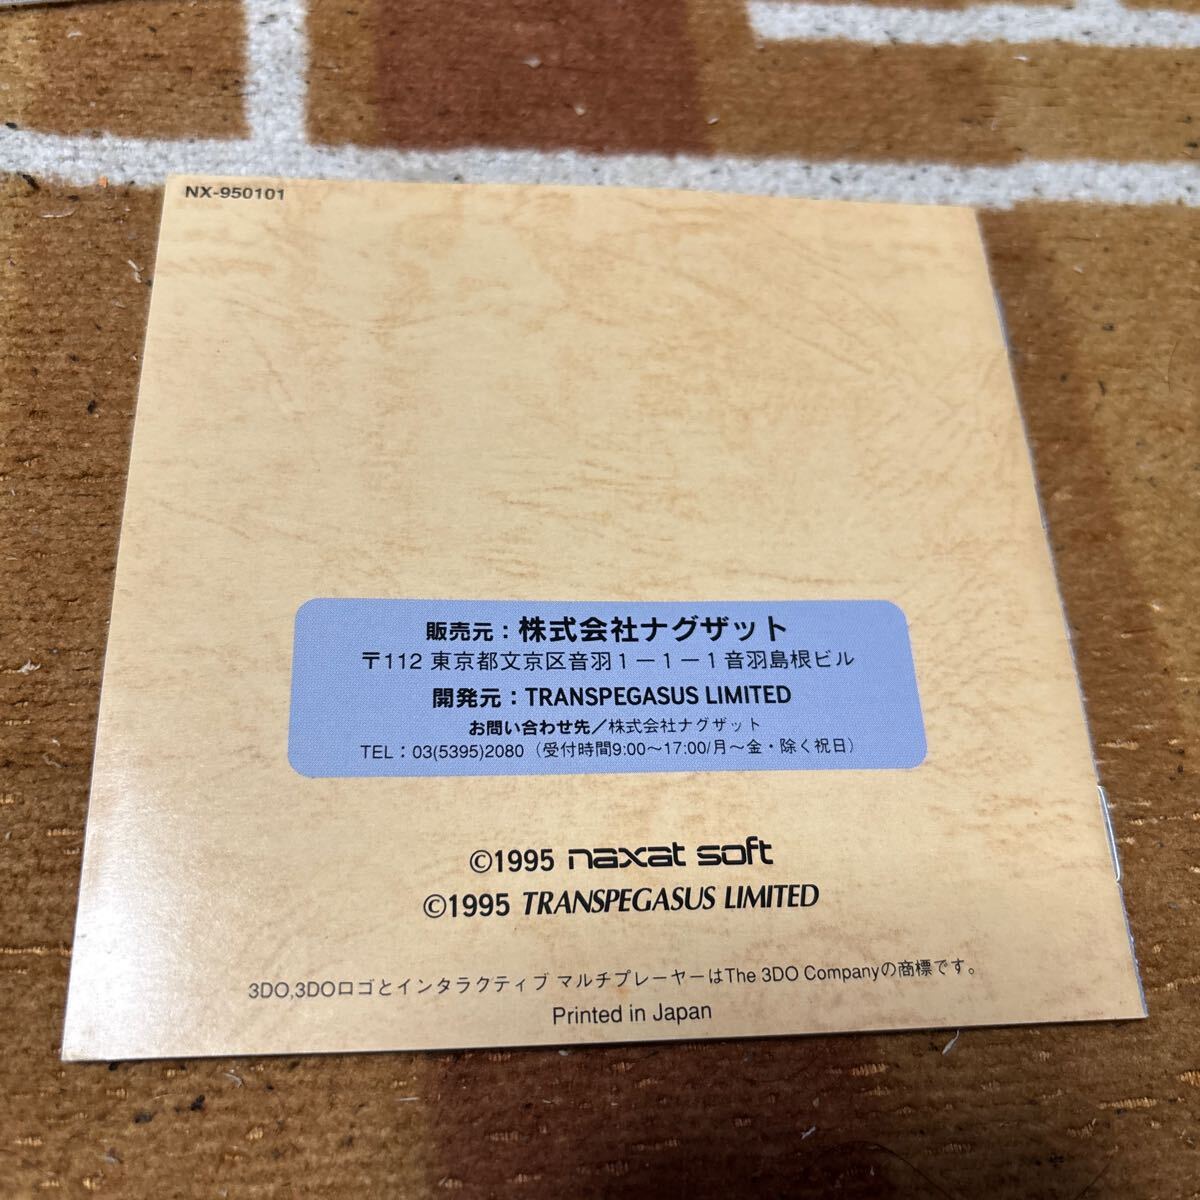 NX-950101
販売元：株式会社ナグザット
〒112 東京都文京区音羽1－1－1音羽島根ビル
開発元：TRANSPEGASUS LIMITED
お問い合わせ先／株式会社ナグザット
TEL：03(5395)2080（受付時間9:00～17:00/月～金・除く祝日）
©1995 naxat soft
©1995 TRANSPEGASUS LIMITED
3DO,3DOロゴとインタラクティブ マルチプレーヤーはThe 3DO Companyの商標です。
Printed in Japan